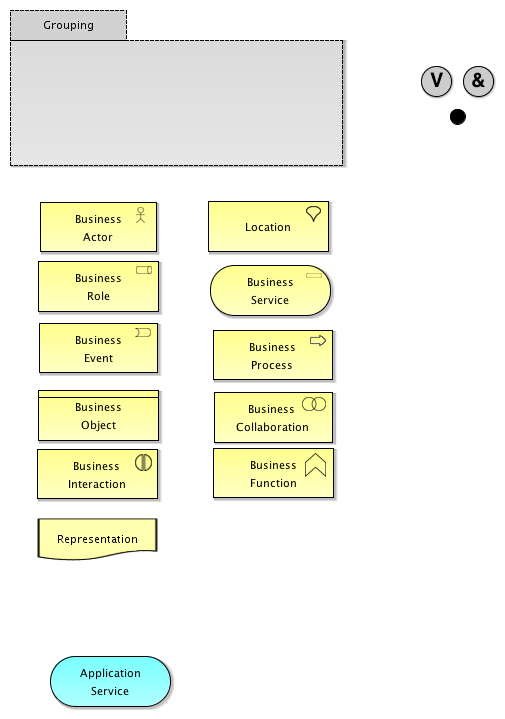 Grouping
V
&
Business
Actor
Location
Business
Role
Business
Service
Business
Event
Business
Process
Business
Object
Business
Collaboration
Business
Interaction
Business
Function
Representation
Application
Service